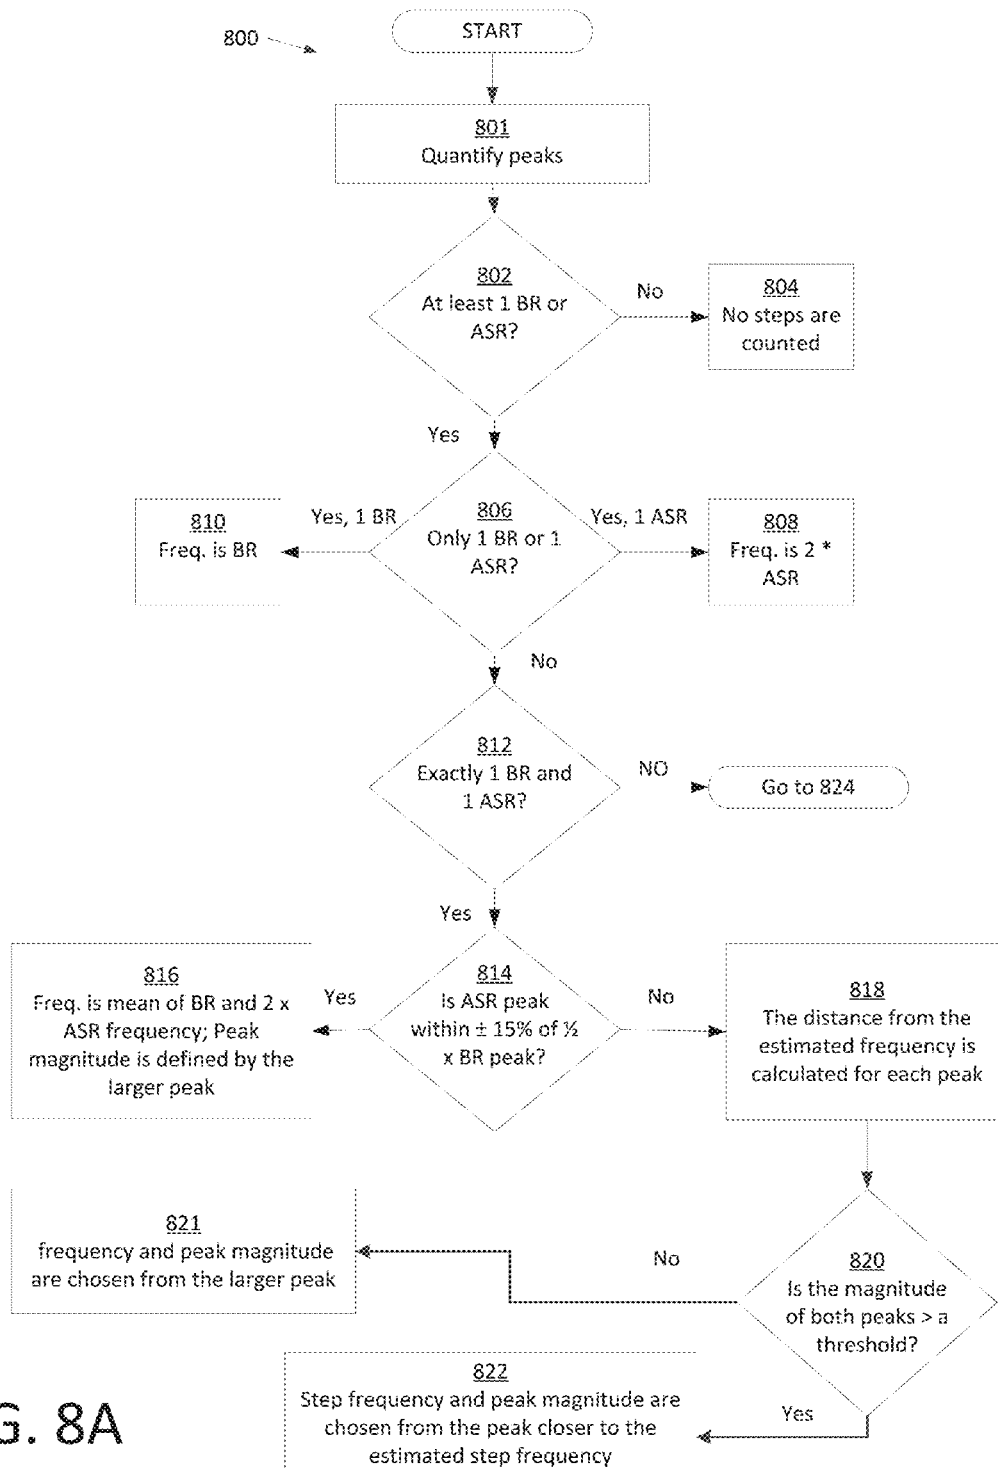 START
800
801
Quantify peaks
802
At least 1 BR or
ASR?
No
804
No steps are
counted
Yes
810
Freq. is BR
Yes, 1 BR
806
Only 1 BR or 1
ASR?
Yes, 1 ASR
808
Freq. is 2 *
ASR
No
812
Exactly 1 BR and
1 ASR?
NO
Go to 824
Yes
816
Freq. is mean of BR and 2 x
ASR frequency; Peak
magnitude is defined by the
larger peak
Yes
814
Is ASR peak
within ± 15% of ½
x BR peak?
No
818
The distance from the
estimated frequency is
calculated for each peak
821
frequency and peak magnitude
are chosen from the larger peak
No
820
Is the magnitude
of both peaks > a
threshold?
822
Step frequency and peak magnitude are
chosen from the peak closer to the
estimated step frequency
Yes
G. 8A